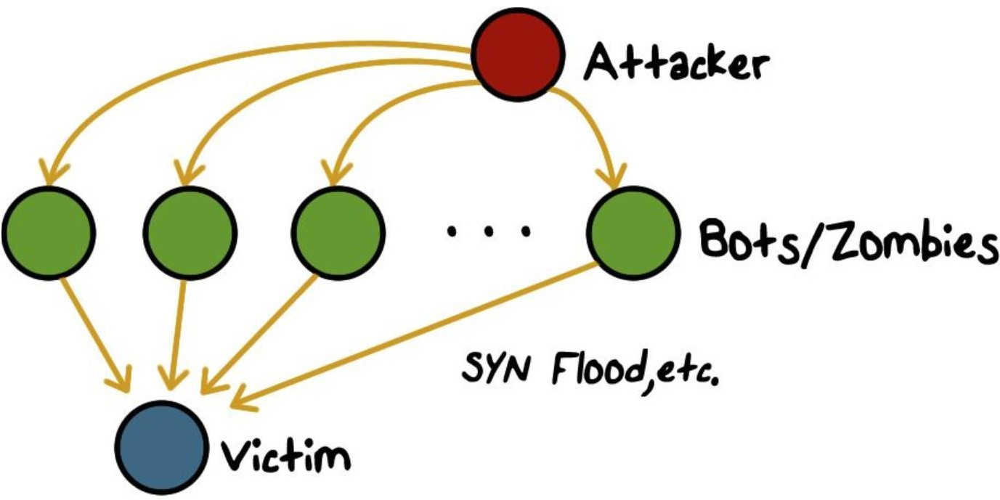 Attacker
Bots/Zombies
SYN Flood,etc.
Victim